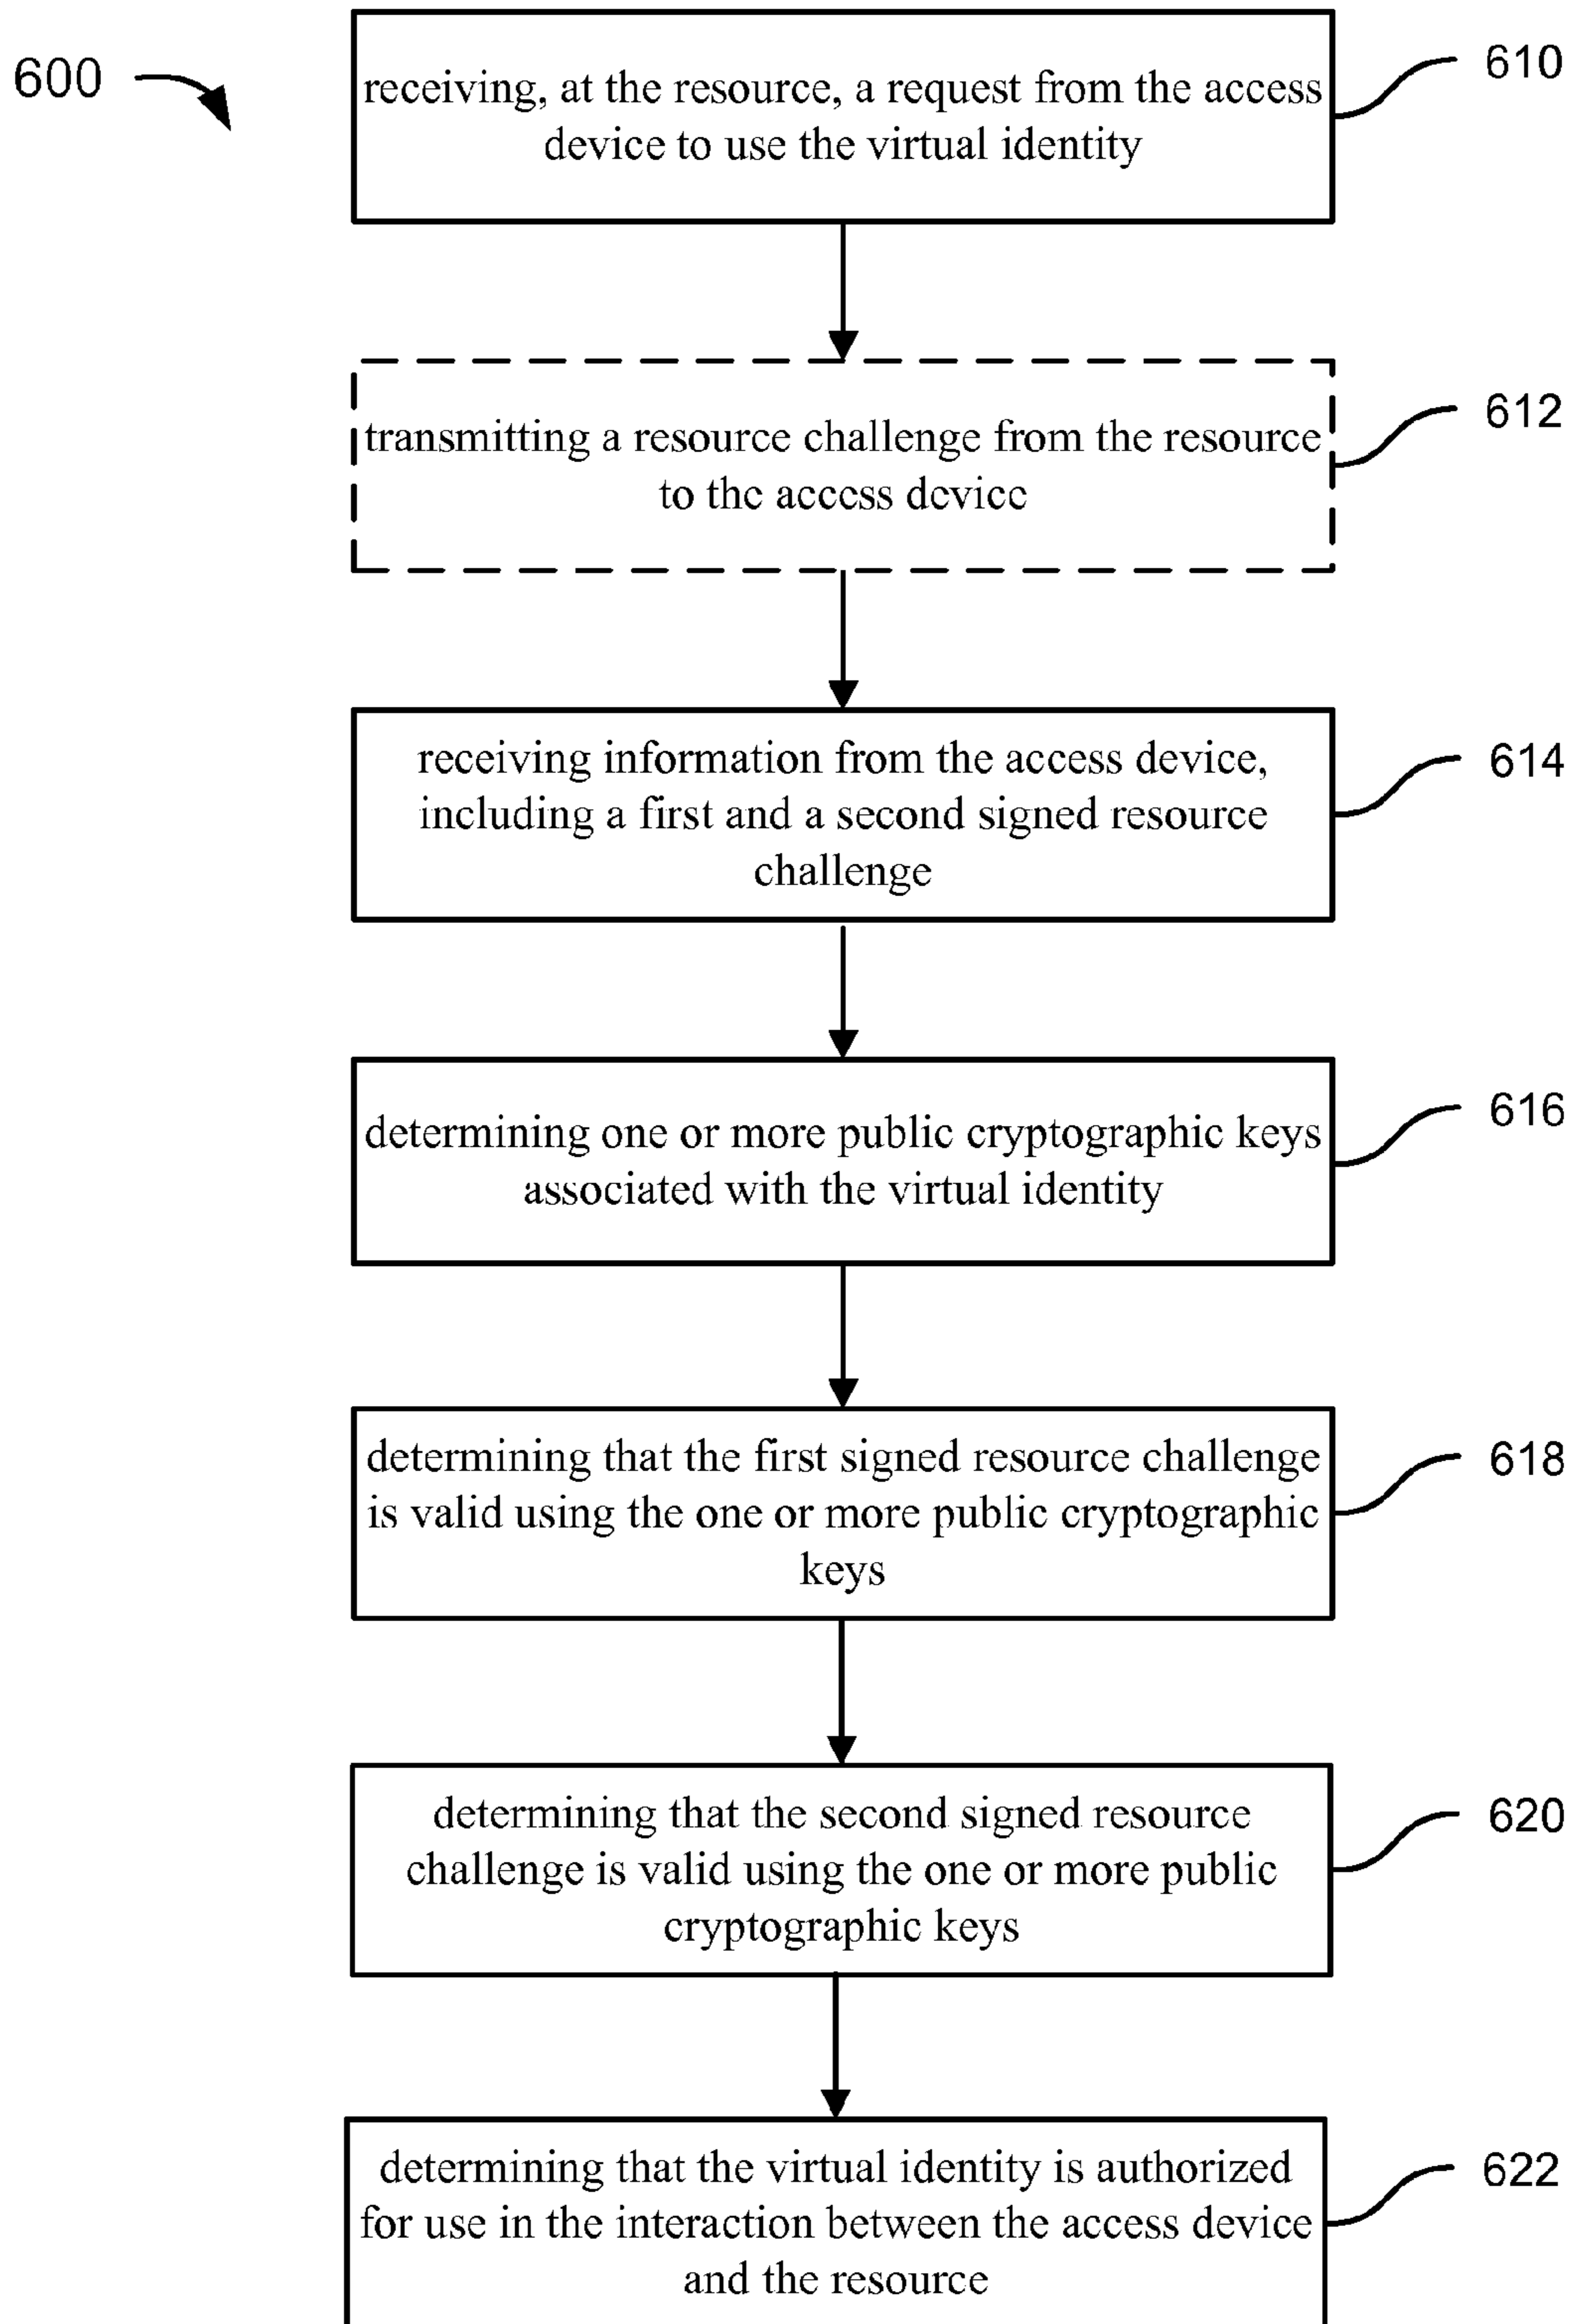 600
receiving, at the resource, a request from the access
device to use the virtual identity
610
transmitting a resource challenge from the resource
to the access device
612
receiving information from the access device,
including a first and a second signed resource
challenge
614
determining one or more public cryptographic keys
associated with the virtual identity
616
determining that the first signed resource challenge
is valid using the one or more public cryptographic
keys
618
determining that the second signed resource
challenge is valid using the one or more public
cryptographic keys
620
determining that the virtual identity is authorized
for use in the interaction between the access device
and the resource
622